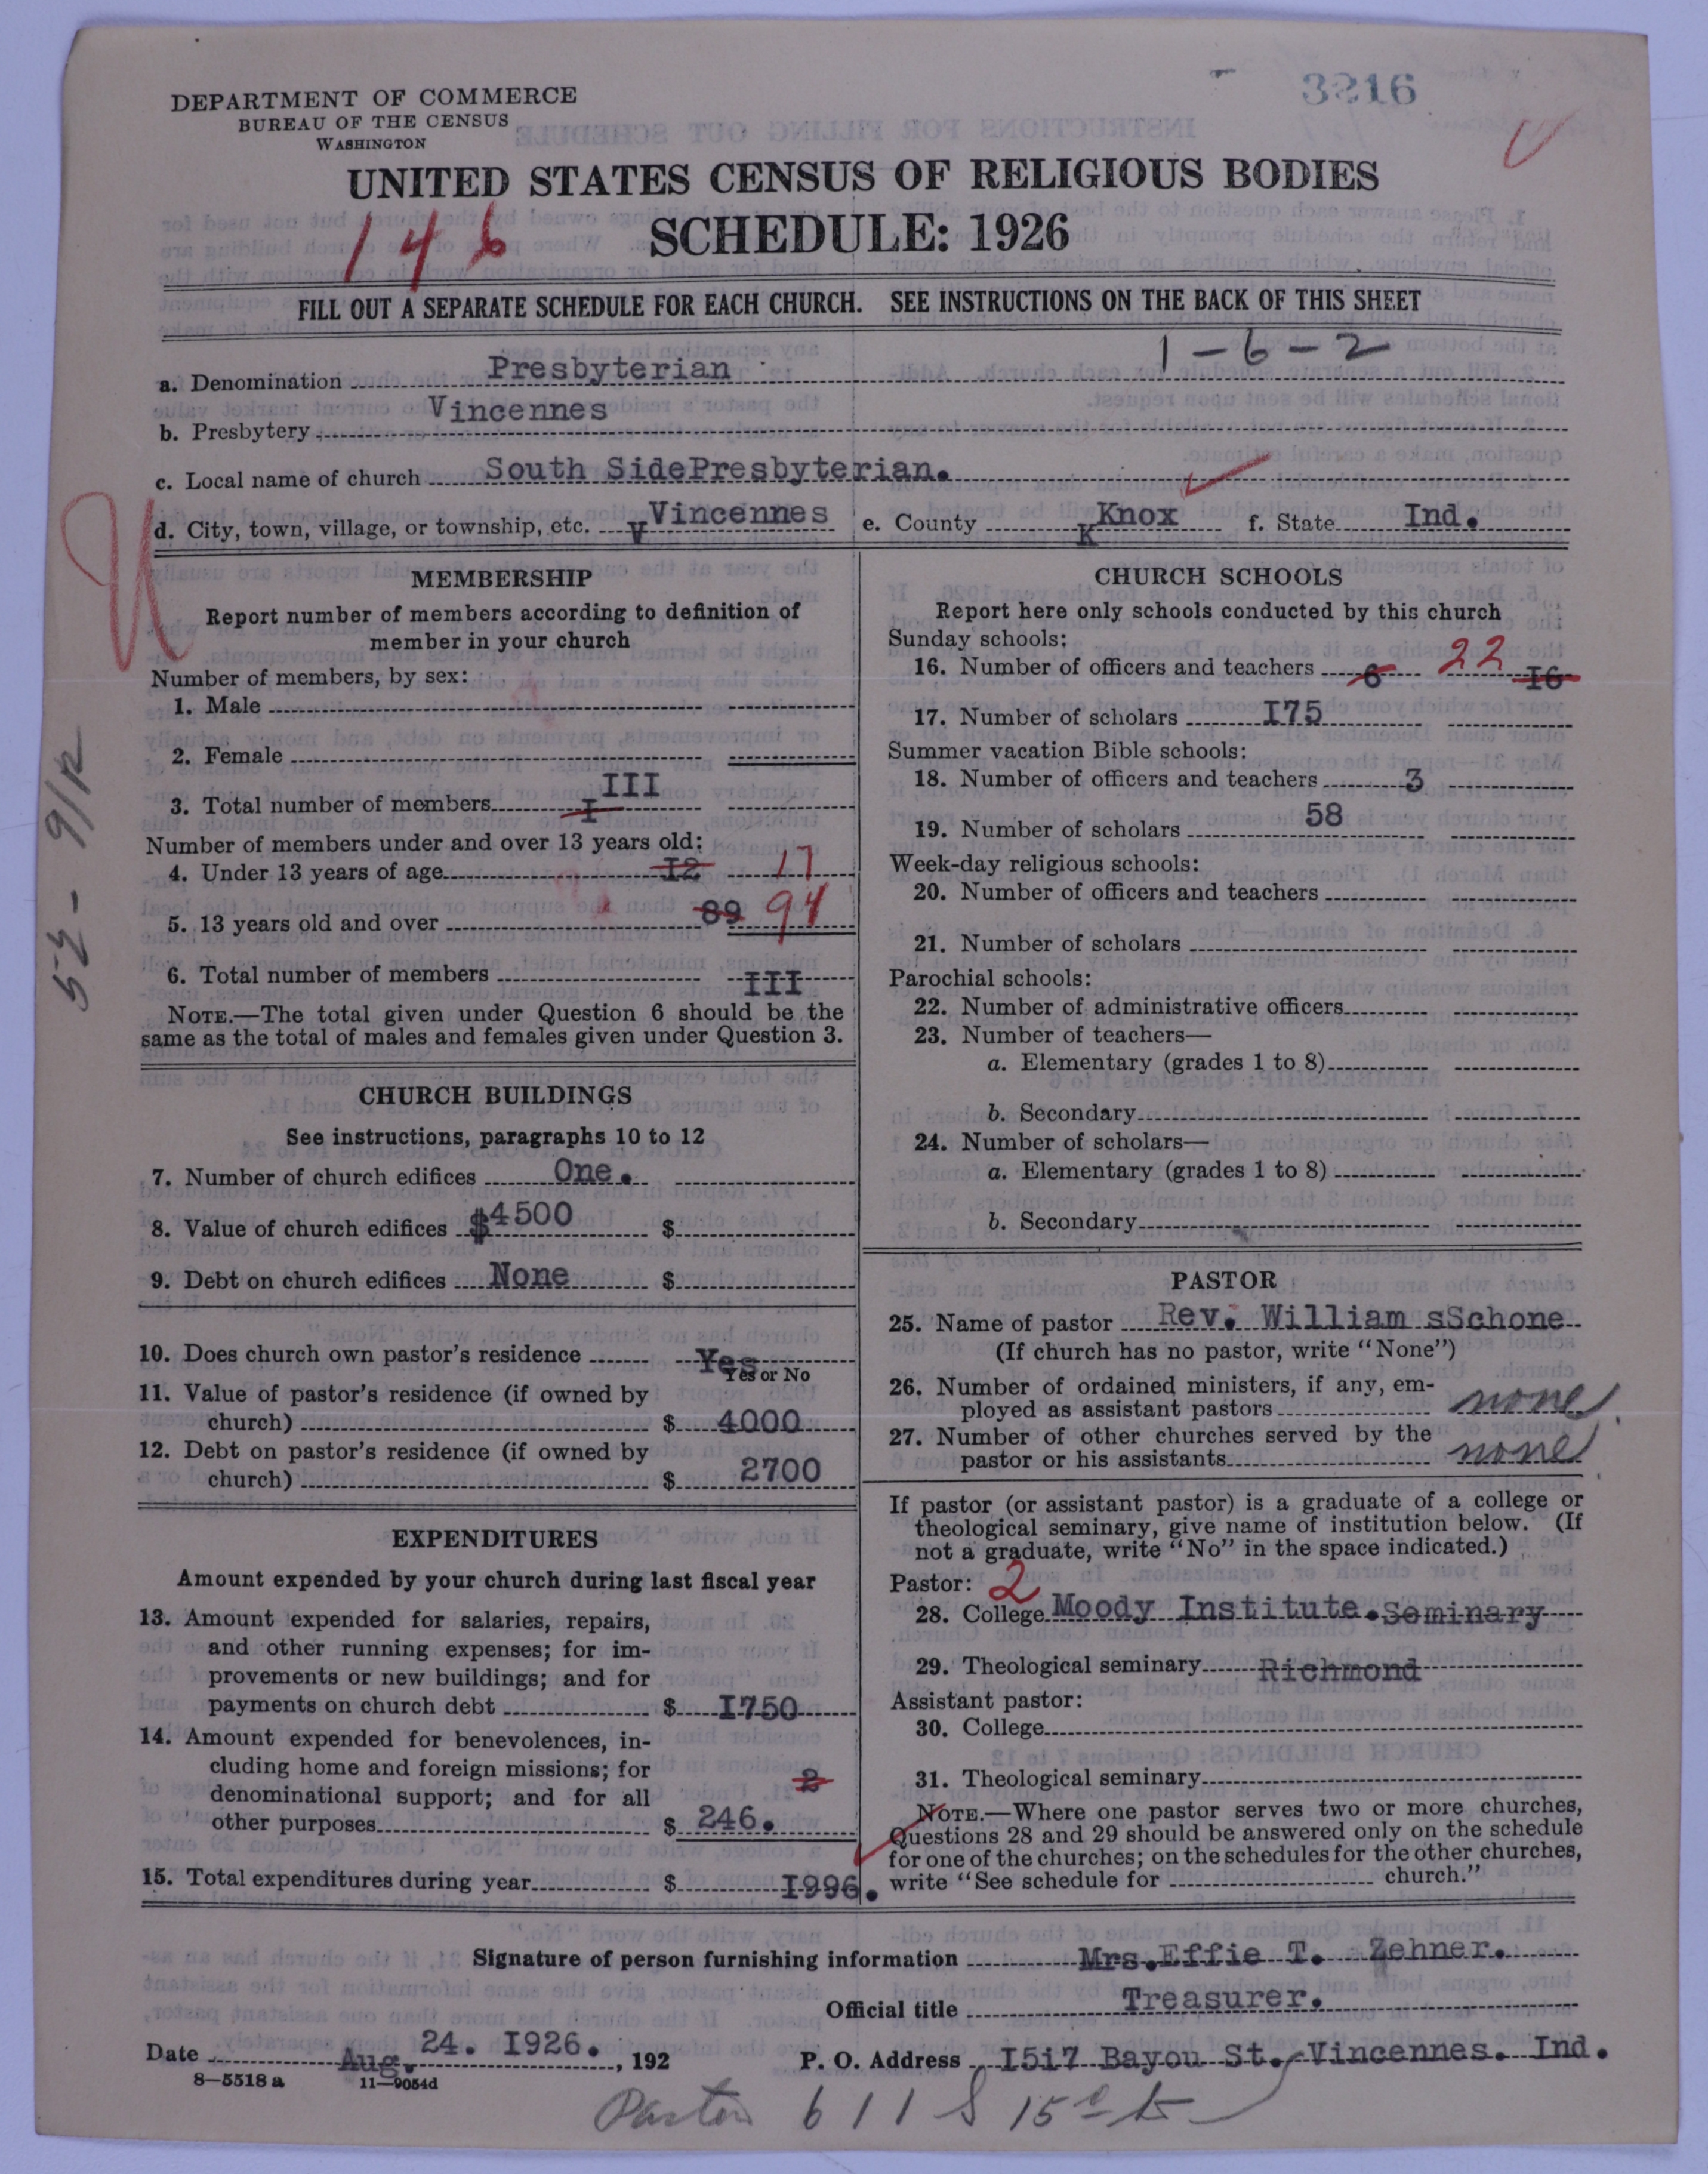 3216
DEPARTMENT OF COMMERCE
BUREAU OF THE CENSUS
WASHINGTON
UNITED STATES CENSUS OF RELIGIOUS BODIES
SCHEDULE: 1926
146
FILL OUT A SEPARATE SCHEDULE FOR EACH CHURCH. SEE INSTRUCTIONS ON THE BACK OF THIS SHEET
1-6-2
a. Denomination Presbyterian
b. Presbytery Vincennes
c. Local name of church South SidePresbyterian.
d. City, town, village, or township, etc. V Vincennes e. County K Knox f. State Ind.
MEMBERSHIP
Report number of members according to definition of
member in your church
Number of members, by sex:
1. Male
2. Female
3. Total number of members I III
Number of members under and over 13 years old:
4. Under 13 years of age I2 17
5. 13 years old and over 89 94
6. Total number of members III
NOTE.—The total given under Question 6 should be the
same as the total of males and females given under Question 3.
CHURCH BUILDINGS
See instructions, paragraphs 10 to 12
7. Number of church edifices One.
8. Value of church edifices $4500 $
9. Debt on church edifices None $
10. Does church own pastor's residence Yes
Yes or No
11. Value of pastor's residence (if owned by
church) $ 4000
12. Debt on pastor's residence (if owned by
church) $ 2700
EXPENDITURES
Amount expended by your church during last fiscal year
13. Amount expended for salaries, repairs,
and other running expenses; for im-
provements or new buildings; and for
payments on church debt $ I750
14. Amount expended for benevolences, in-
cluding home and foreign missions; for
denominational support; and for all 2
other purposes $ 246.
15. Total expenditures during year $ I996.
CHURCH SCHOOLS
Report here only schools conducted by this church
Sunday schools:
16. Number of officers and teachers 6 22 I6
17. Number of scholars I75
Summer vacation Bible schools:
18. Number of officers and teachers 3
19. Number of scholars 58
Week-day religious schools:
20. Number of officers and teachers
21. Number of scholars
Parochial schools:
22. Number of administrative officers
23. Number of teachers—
a. Elementary (grades 1 to 8)
b. Secondary
24. Number of scholars—
a. Elementary (grades 1 to 8)
b. Secondary
PASTOR
25. Name of pastor Rev. William sSchone
(If church has no pastor, write "None")
26. Number of ordained ministers, if any, em-
ployed as assistant pastors none
27. Number of other churches served by the
pastor or his assistants none
If pastor (or assistant pastor) is a graduate of a college or
theological seminary, give name of institution below. (If
not a graduate, write "No" in the space indicated.)
Pastor: 2
28. College Moody Institute. Seminary
29. Theological seminary Richmond
Assistant pastor:
30. College
31. Theological seminary
NOTE.—Where one pastor serves two or more churches,
Questions 28 and 29 should be answered only on the schedule
for one of the churches; on the schedules for the other churches,
write "See schedule for church."
Signature of person furnishing information Mrs.Effie T. Zehner.
Official title Treasurer.
Date Aug. 24. I926. , 192
P. O. Address I5i7 Bayou St. Vincennes. Ind.
8—5518 a 11—9054d
Pastor 611 S 15th St